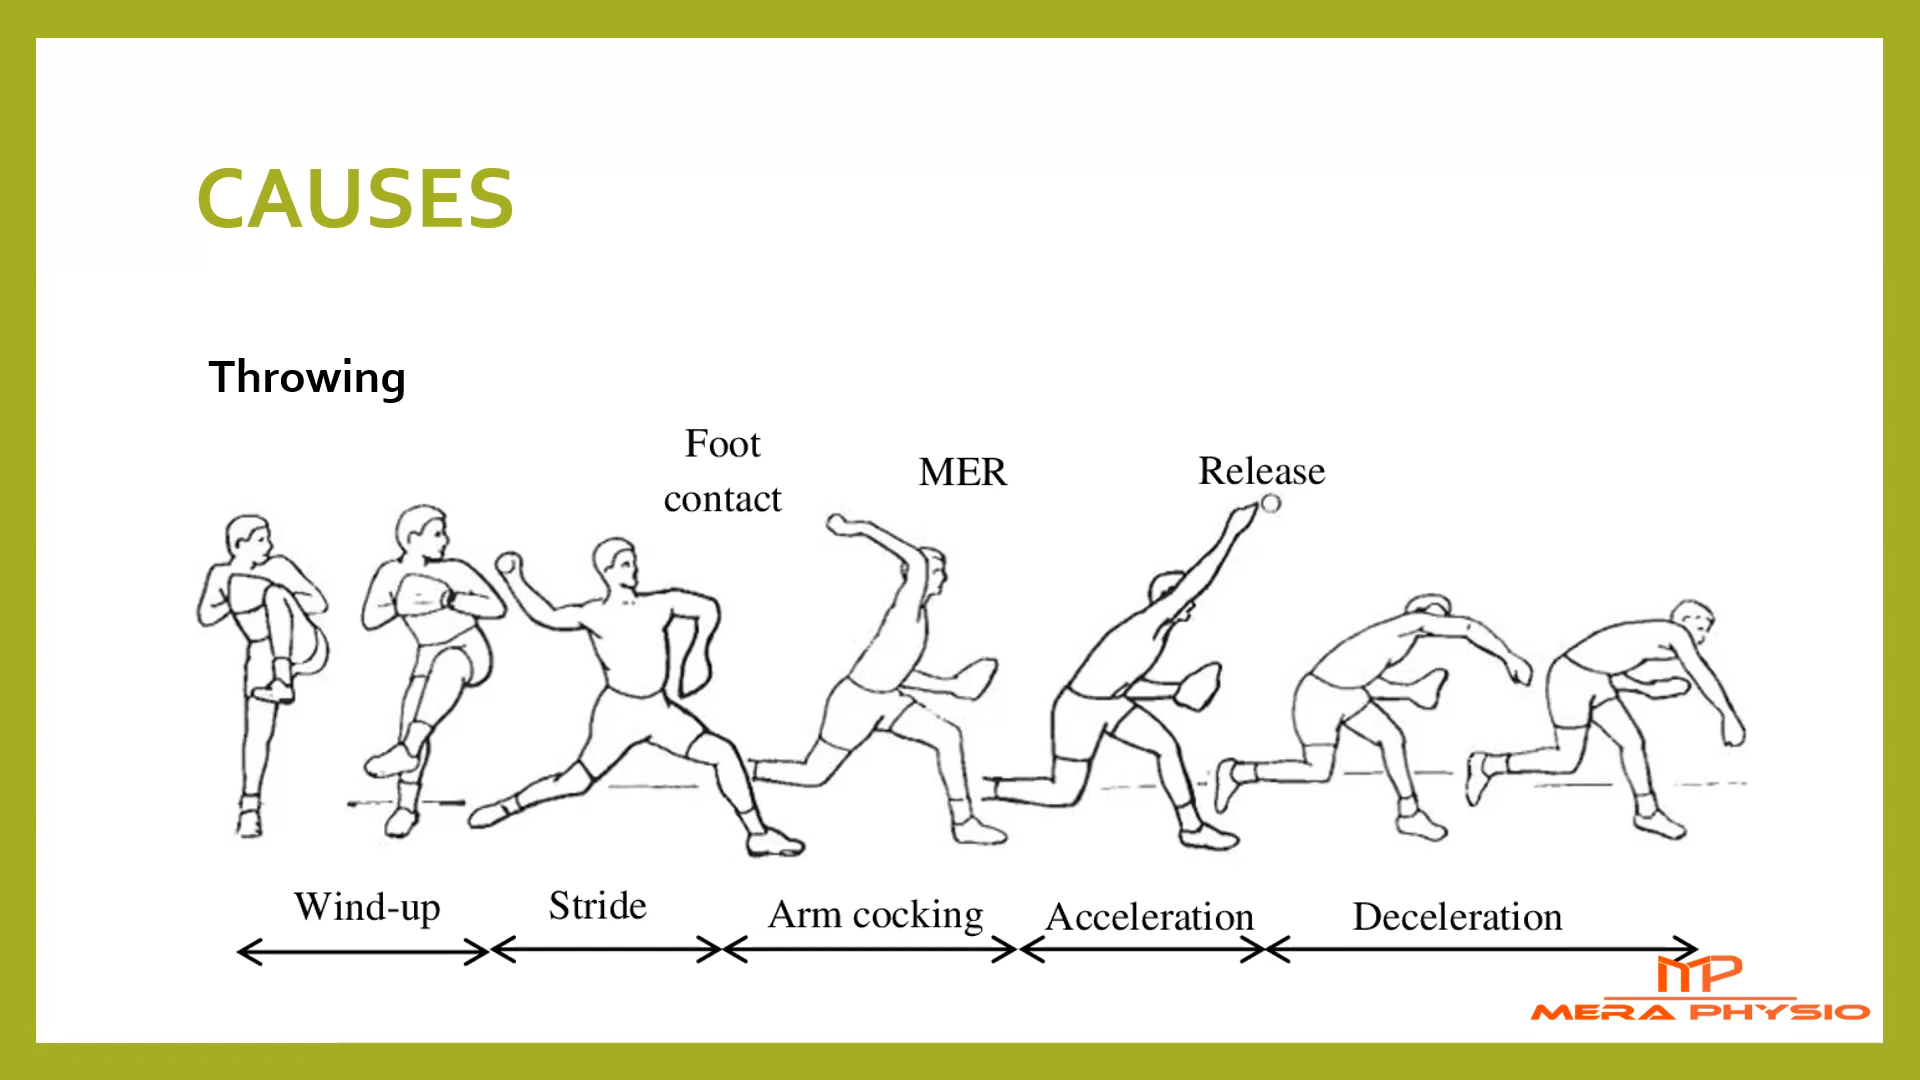 CAUSES
Throwing
Foot
contact
MER
Release
Wind-up
Stride
Arm cocking
Acceleration
Deceleration
MP
MERA PHYSIO